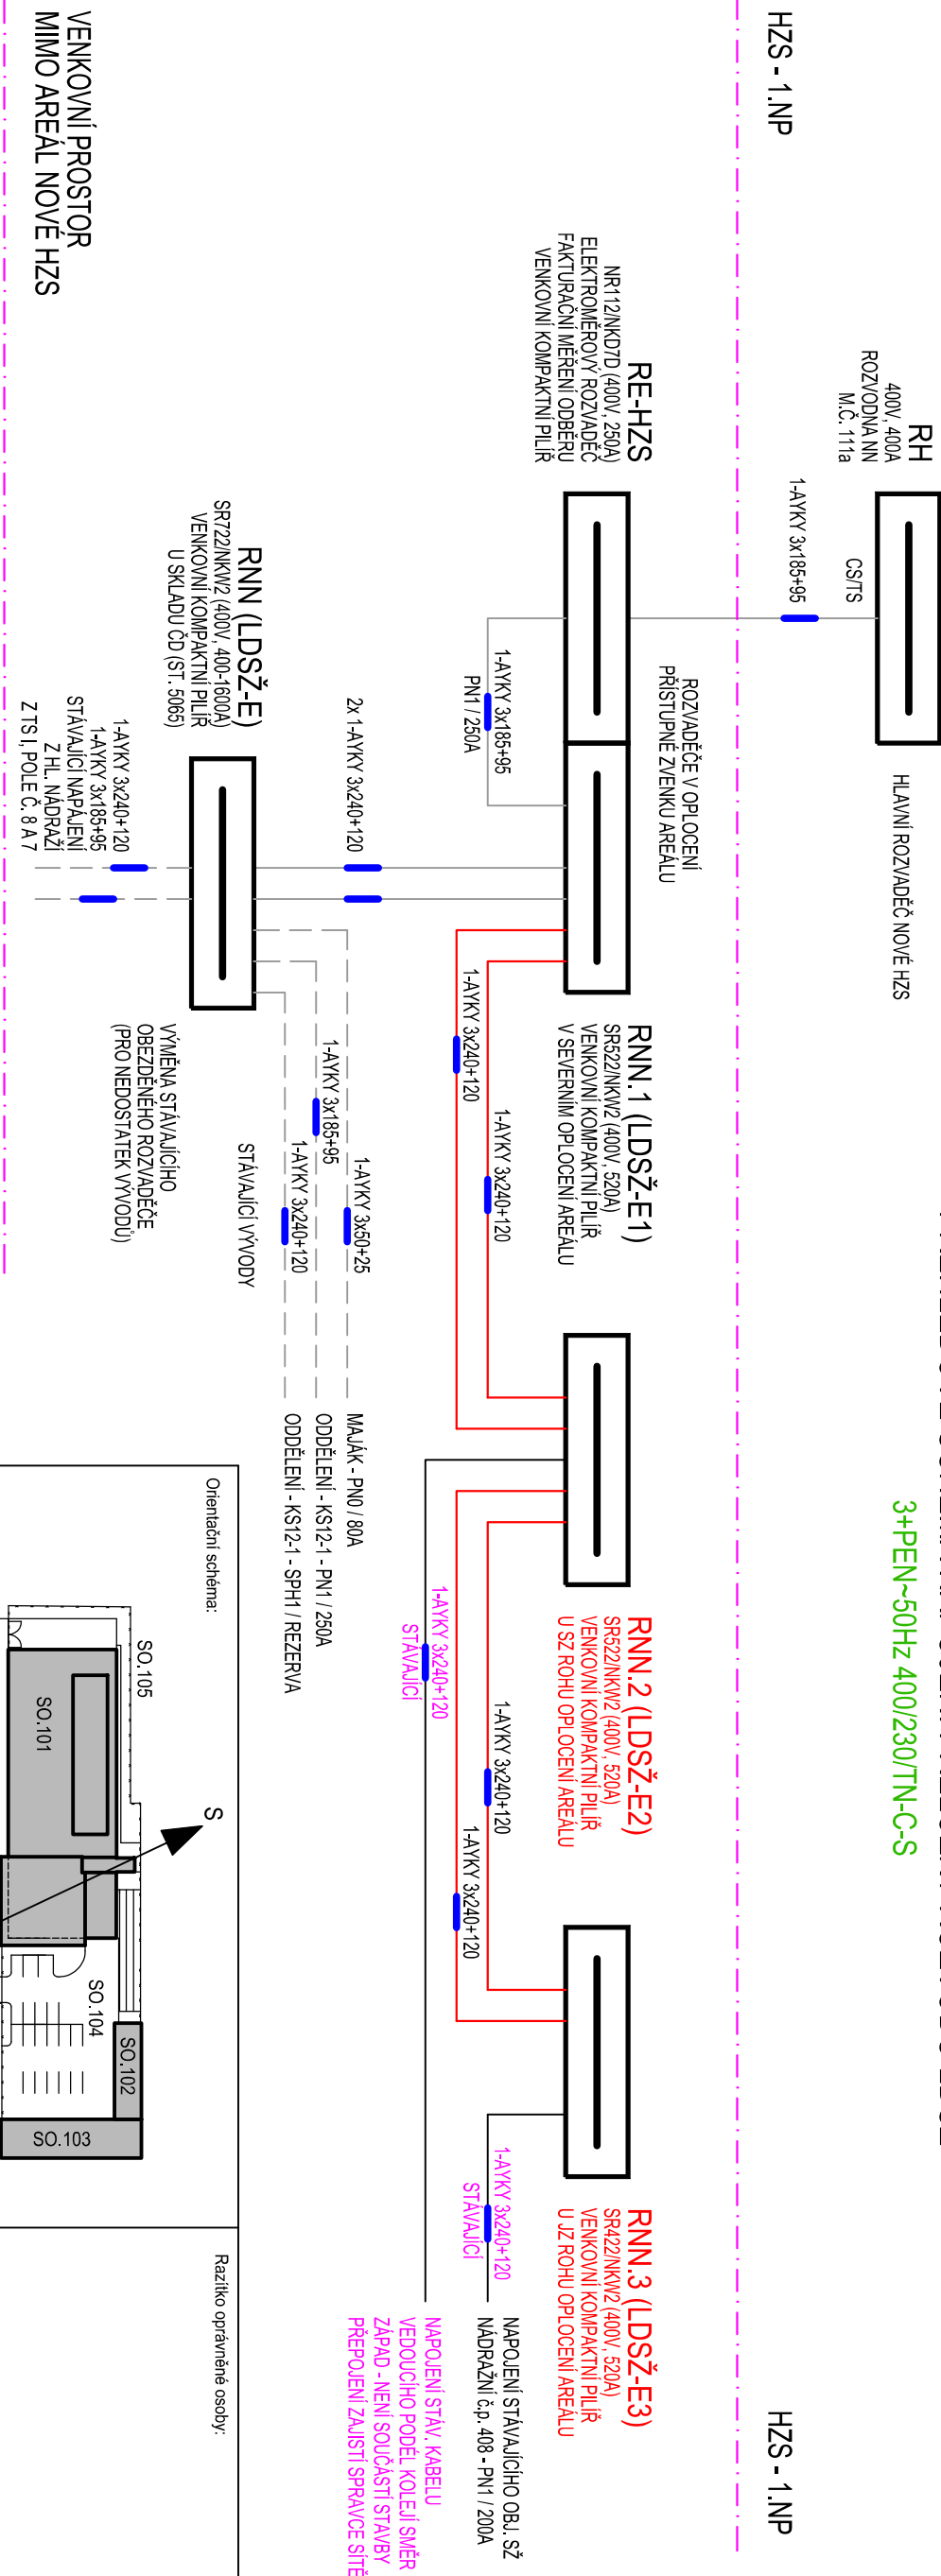 3+PEN~50Hz 400/230/TN-C-S
HZS - 1.NP
HZS - 1.NP
RH
400V, 400A
ROZVODNA NN
M.Č. 111a
HLAVNÍ ROZVADĚČ NOVÉ HZS
CS/TS
1-AYKY 3x185+95
ROZVADĚČE V OPLOCENÍ
PŘÍSTUPNÉ ZVENKU AREÁLU
RE-HZS
NR112/NKD7D (400V, 250A)
ELEKTROMĚROVÝ ROZVADĚČ
FAKTURAČNÍ MĚŘENÍ ODBĚRU
VENKOVNÍ KOMPAKTNÍ PILÍŘ
1-AYKY 3x185+95
PN1 / 250A
RNN.1 (LDSŽ-E1)
SR522/NKW2 (400V, 520A)
VENKOVNÍ KOMPAKTNÍ PILÍŘ
V SEVERNÍM OPLOCENÍ AREÁLU
RNN.2 (LDSŽ-E2)
SR522/NKW2 (400V, 520A)
VENKOVNÍ KOMPAKTNÍ PILÍŘ
U SZ ROHU OPLOCENÍ AREÁLU
RNN.3 (LDSŽ-E3)
SR422/NKW2 (400V, 520A)
VENKOVNÍ KOMPAKTNÍ PILÍŘ
U JZ ROHU OPLOCENÍ AREÁLU
1-AYKY 3x240+120
1-AYKY 3x240+120
1-AYKY 3x240+120
1-AYKY 3x240+120
1-AYKY 3x240+120
STÁVAJÍCÍ
1-AYKY 3x240+120
STÁVAJÍCÍ
NAPOJENÍ STÁVAJÍCÍHO OBJ. SŽ
NÁDRAŽNÍ č.p. 408 - PN1 / 200A
NAPOJENÍ STÁV. KABELU
VEDOUCÍHO PODÉL KOLEJÍ SMĚR
ZÁPAD - NENÍ SOUČÁSTÍ STAVBY
PŘEPOJENÍ ZAJISTÍ SPRÁVCE SÍTĚ
2x 1-AYKY 3x240+120
RNN (LDSŽ-E)
SR722/NKW2 (400V, 400-1600A)
VENKOVNÍ KOMPAKTNÍ PILÍŘ
U SKLADU ČD (ST. 5065)
1-AYKY 3x50+25
1-AYKY 3x185+95
1-AYKY 3x240+120
STÁVAJÍCÍ VÝVODY
MAJÁK - PN0 / 80A
ODDĚLENÍ - KS12-1 - PN1 / 250A
ODDĚLENÍ - KS12-1 - SPH1 / REZERVA
VÝMĚNA STÁVAJÍCÍHO
OBEZDĚNÉHO ROZVADĚČE
(PRO NEDOSTATEK VÝVODŮ)
1-AYKY 3x240+120
1-AYKY 3x185+95
STÁVAJÍCÍ NAPÁJENÍ
Z HL. NÁDRAŽÍ
Z TS I, POLE Č. 8 A 7
VENKOVNÍ PROSTOR
MIMO AREÁL NOVÉ HZS
Orientační schéma:
SO.105
S
SO.101
SO.104
SO.102
SO.103
Razítko oprávněné osoby: